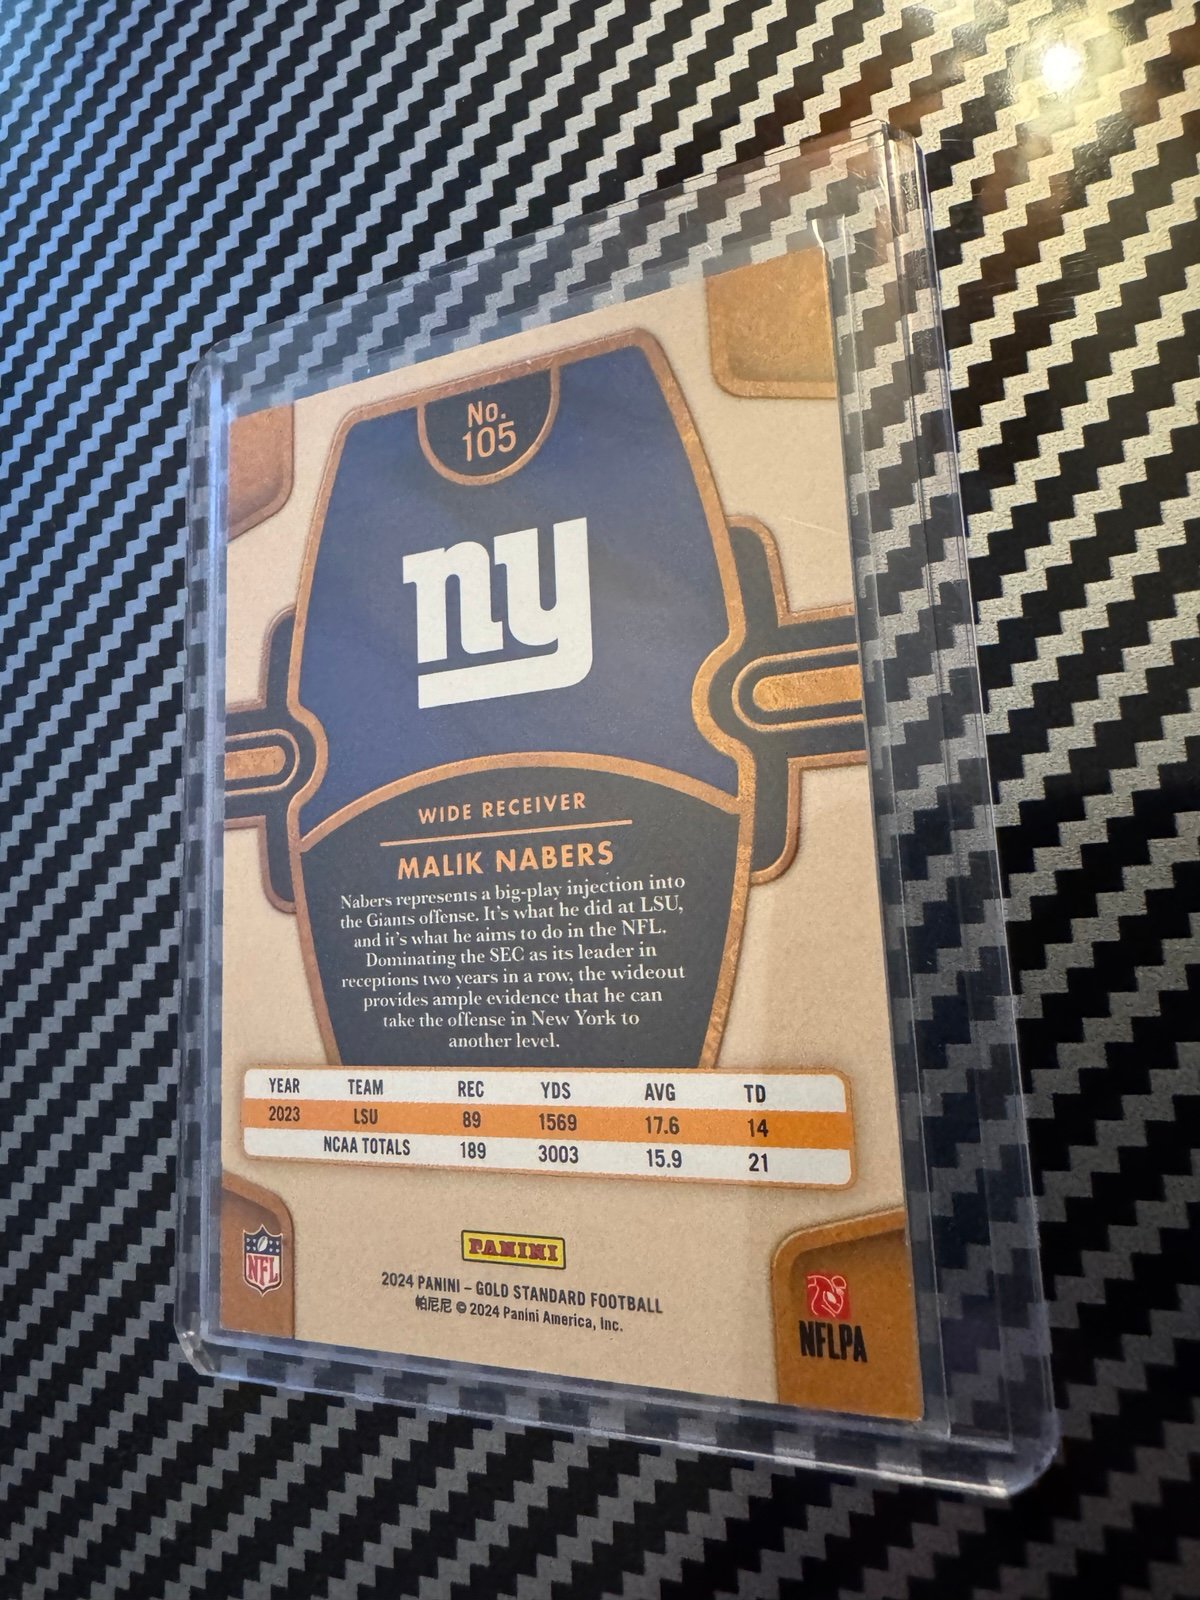 No.
105
ny
WIDE RECEIVER
MALIK NABERS
Nabers represents a big-play injection into
the Giants offense. It's what he did at LSU,
and it's what he aims to do in the NFL.
Dominating the SEC as its leader in
receptions two years in a row, the wideout
provides ample evidence that he can
take the offense in New York to
another level.
YEAR TEAM REC YDS AVG TD
2023 LSU 89 1569 17.6 14
NCAA TOTALS 189 3003 15.9 21
NFL
PANINI
2024 PANINI – GOLD STANDARD FOOTBALL
帕尼尼 © 2024 Panini America, Inc.
NFLPA